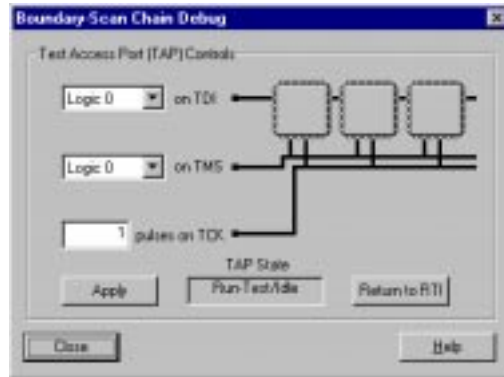 Boundary-Scan Chain Debug
Test Access Port (TAP) Controls
Logic 0 on TDI
Logic 0 on TMS
1 pulses on TCK
TAP State
Apply Run-Test/Idle Return to RTI
Close Help